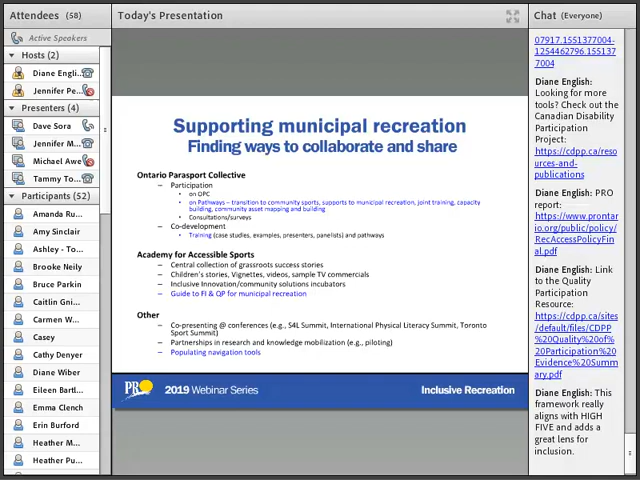 Attendees (58)
Active Speakers
Hosts (2)
Diane Engli...
Jennifer Pe...
Presenters (4)
Dave Sora
Jennifer M...
Michael Awe
Tammy To...
Participants (52)
Amanda Ru...
Amy Sinclair
Ashley - To...
Brooke Neily
Bruce Parkin
Caitlin Gni...
Carmen W...
Casey
Cathy Denyer
Diane Wiber
Eileen Bartl...
Emma Clench
Erin Burford
Heather M...
Heather Pu...
Today's Presentation
Supporting municipal recreation
Finding ways to collaborate and share
Ontario Parasport Collective
– Participation
• on OPC
• on Pathways – transition to community sports, supports to municipal recreation, joint training, capacity
building, community asset mapping and building
• Consultations/surveys
– Co-development
• Training (case studies, examples, presenters, panelists) and pathways
Academy for Accessible Sports
– Central collection of grassroots success stories
– Children's stories, Vignettes, videos, sample TV commercials
– Inclusive Innovation/community solutions incubators
– Guide to FI & QP for municipal recreation
Other
– Co-presenting @ conferences (e.g., S4L Summit, International Physical Literacy Summit, Toronto
Sport Summit)
– Partnerships in research and knowledge mobilization (e.g., piloting)
– Populating navigation tools
PRO
2019 Webinar Series
Inclusive Recreation
Chat (Everyone)
07917.1551377004-
1254462796.155137
7004
Diane English:
Looking for more
tools? Check out the
Canadian Disability
Participation
Project:
https://cdpp.ca/reso
urces-and-
publications
Diane English: PRO
report:
https://www.prontar
io.org/public/policy/
RecAccessPolicyFin
al.pdf
Diane English: Link
to the Quality
Participation
Resource:
https://cdpp.ca/sites
/default/files/CDPP
%20Quality%20of%
20Participation%20
Evidence%20Summ
ary.pdf
Diane English: This
framework really
aligns with HIGH
FIVE and adds a
great lens for
inclusion.